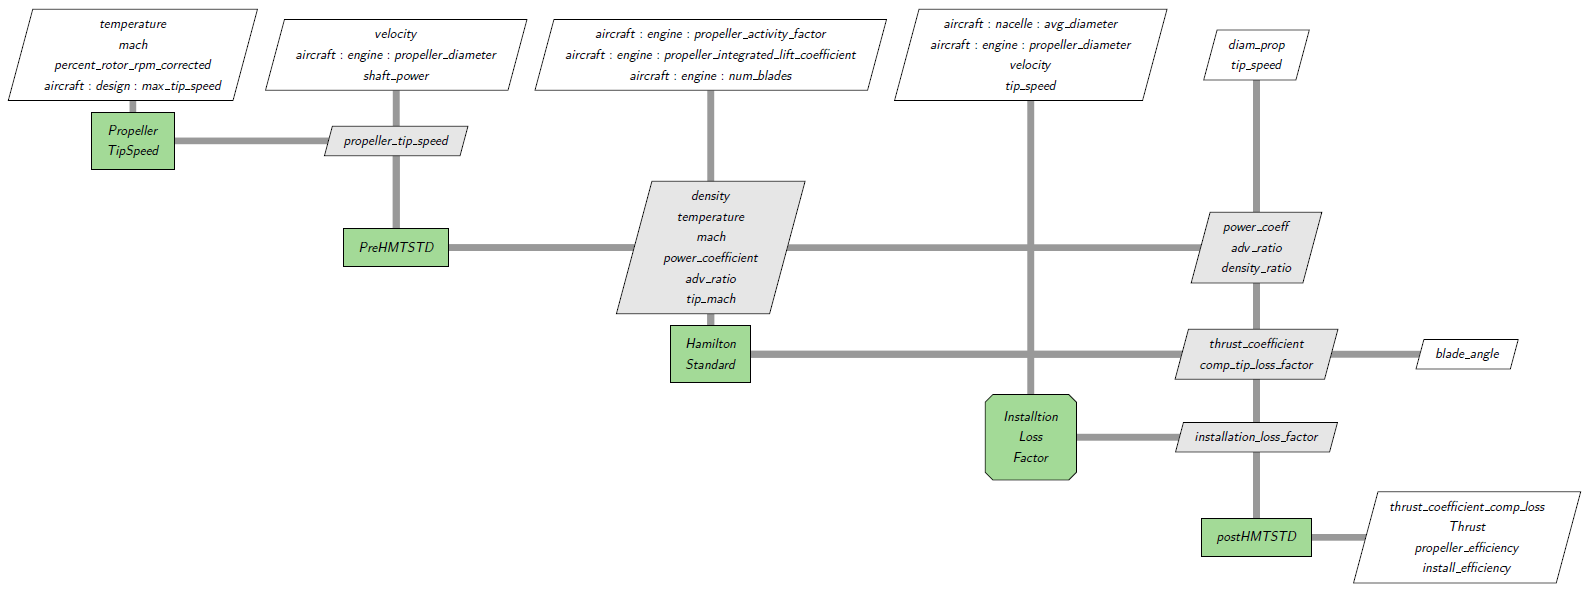 temperature
mach
percent_rotor_rpm_corrected
aircraft : design : max_tip_speed
velocity
aircraft : engine : propeller_diameter
shaft_power
aircraft : engine : propeller_activity_factor
aircraft : engine : propeller_integrated_lift_coefficient
aircraft : engine : num_blades
aircraft : nacelle : avg_diameter
aircraft : engine : propeller_diameter
velocity
tip_speed
diam_prop
tip_speed
Propeller
TipSpeed
propeller_tip_speed
PreHMTSTD
density
temperature
mach
power_coefficient
adv_ratio
tip_mach
power_coeff
adv_ratio
density_ratio
Hamilton
Standard
thrust_coefficient
comp_tip_loss_factor
blade_angle
Installtion
Loss
Factor
installation_loss_factor
postHMTSTD
thrust_coefficient_comp_loss
Thrust
propeller_efficiency
install_efficiency